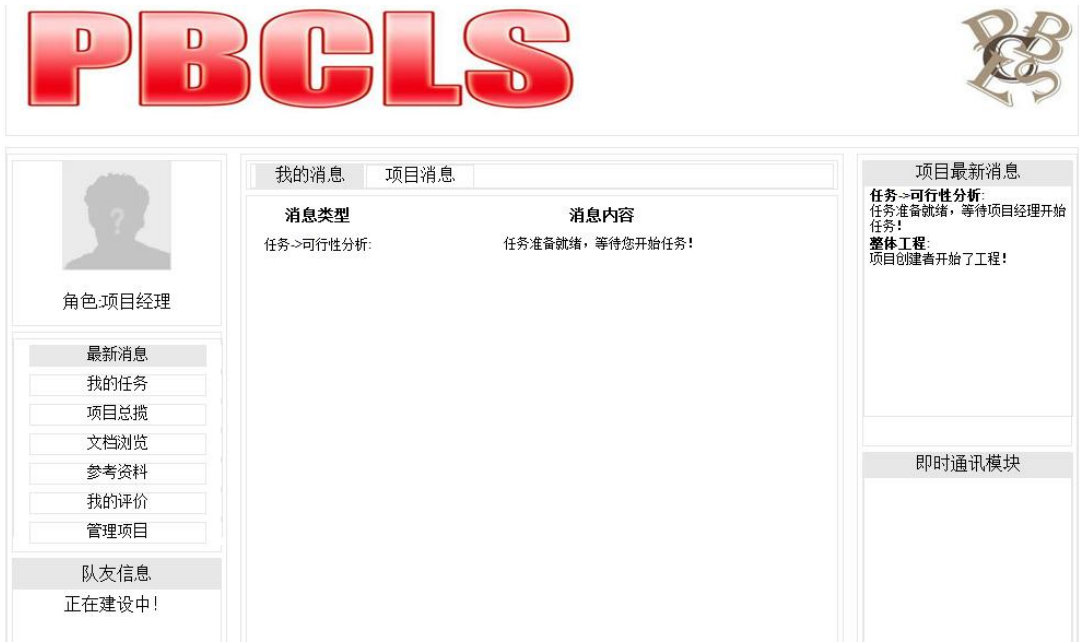 PBCLS
PBCLS
角色:项目经理
最新消息
我的任务
项目总揽
文档浏览
参考资料
我的评价
管理项目
队友信息
正在建设中!
我的消息 项目消息
消息类型 消息内容
任务->可行性分析: 任务准备就绪，等待您开始任务!
项目最新消息
任务->可行性分析:
任务准备就绪，等待项目经理开始
任务!
整体工程:
项目创建者开始了工程!
即时通讯模块